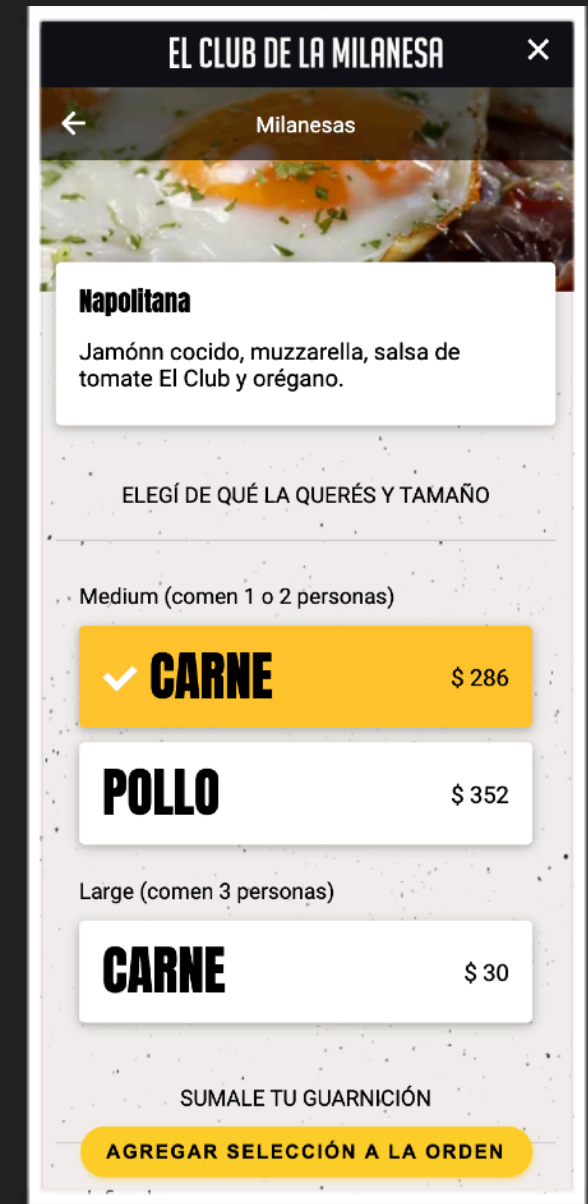 EL CLUB DE LA MILANESA
Milanesas
Napolitana
Jamónn cocido, muzzarella, salsa de
tomate El Club y orégano.
ELEGÍ DE QUÉ LA QUERÉS Y TAMAÑO
Medium (comen 1 o 2 personas)
CARNE $ 286
POLLO $ 352
Large (comen 3 personas)
CARNE $ 30
SUMALE TU GUARNICIÓN
AGREGAR SELECCIÓN A LA ORDEN